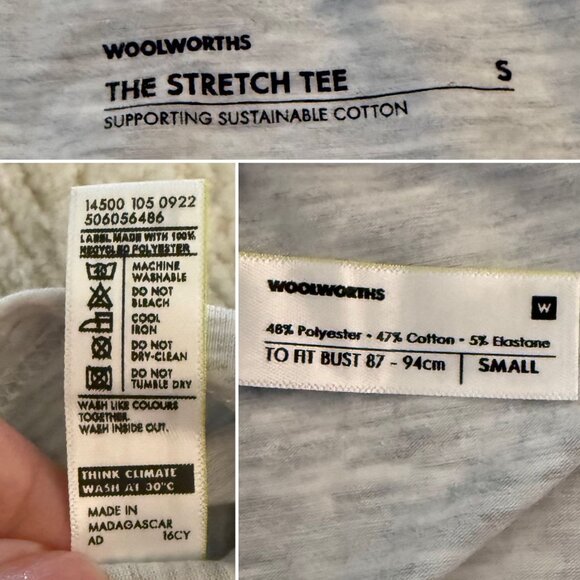 WOOLWORTHS
THE STRETCH TEE S
SUPPORTING SUSTAINABLE COTTON
14500 105 0922
506056486
LABEL MADE WITH 100%
RECYCLED POLYESTER
MACHINE
WASHABLE
DO NOT
BLEACH
COOL
IRON
DO NOT
DRY-CLEAN
DO NOT
TUMBLE DRY
WASH LIKE COLOURS
TOGETHER.
WASH INSIDE OUT.
THINK CLIMATE
WASH AT 30°C
MADE IN
MADAGASCAR
AD 16CY
WOOLWORTHS
W
48% Polyester • 47% Cotton • 5% Elastane
TO FIT BUST 87 - 94cm SMALL